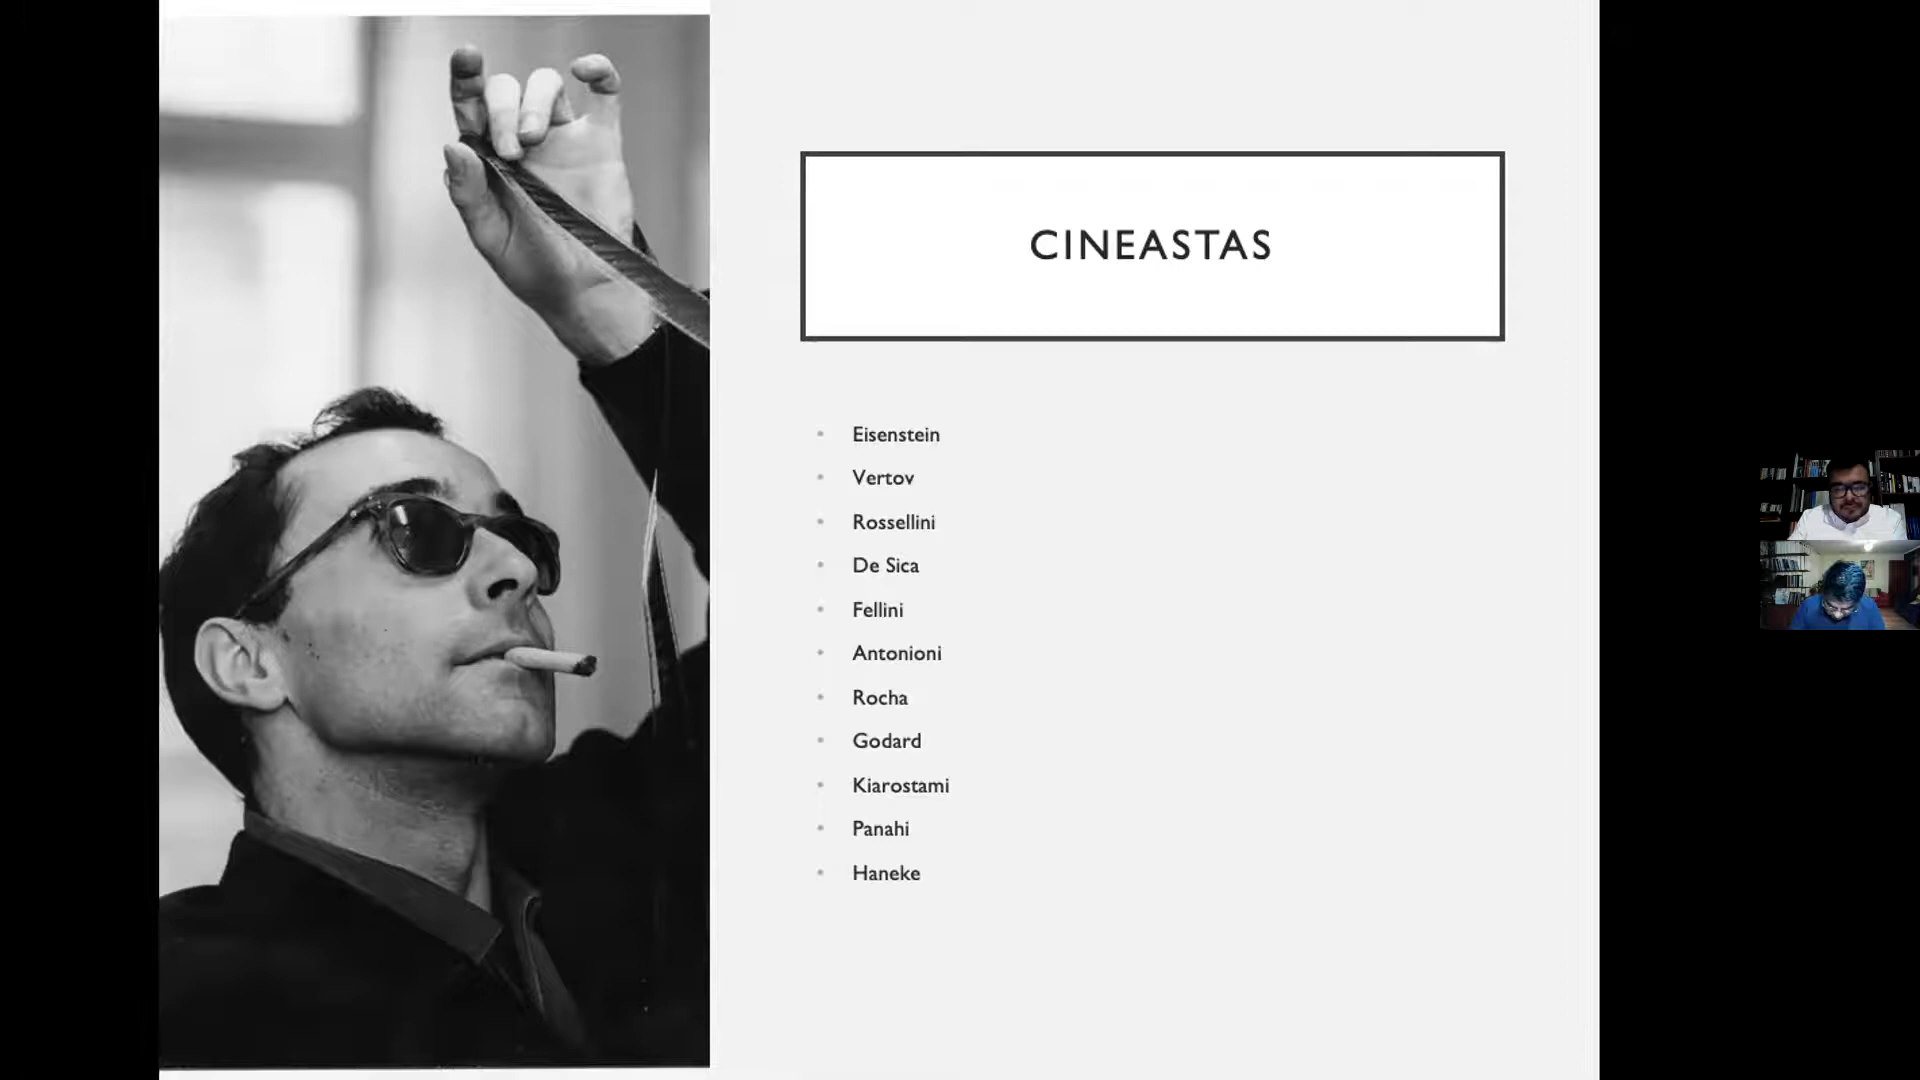 CINEASTAS
Eisenstein
Vertov
Rossellini
De Sica
Fellini
Antonioni
Rocha
Godard
Kiarostami
Panahi
Haneke